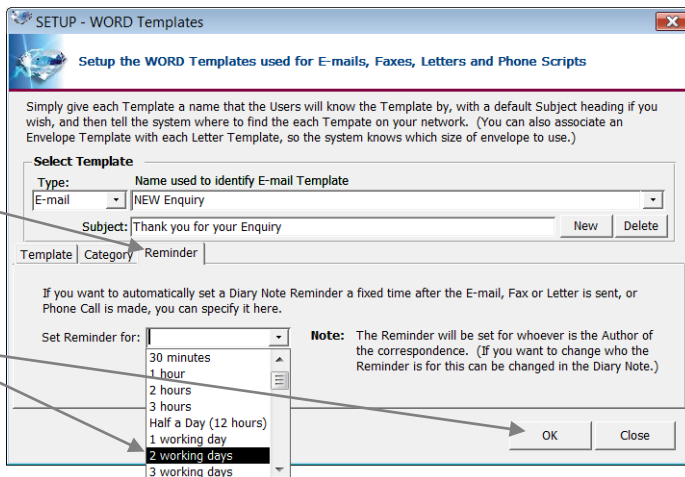 SETUP - WORD Templates
Setup the WORD Templates used for E-mails, Faxes, Letters and Phone Scripts
Simply give each Template a name that the Users will know the Template by, with a default Subject heading if you
wish, and then tell the system where to find the each Tempate on your network. (You can also associate an
Envelope Template with each Letter Template, so the system knows which size of envelope to use.)
Select Template
Type: Name used to identify E-mail Template
E-mail NEW Enquiry
Subject: Thank you for your Enquiry New Delete
Template Category Reminder
If you want to automatically set a Diary Note Reminder a fixed time after the E-mail, Fax or Letter is sent, or
Phone Call is made, you can specify it here.
Set Reminder for: Note: The Reminder will be set for whoever is the Author of
the correspondence. (If you want to change who the
Reminder is for this can be changed in the Diary Note.)
30 minutes
1 hour
2 hours
3 hours
Half a Day (12 hours)
1 working day
2 working days
3 working days
OK Close